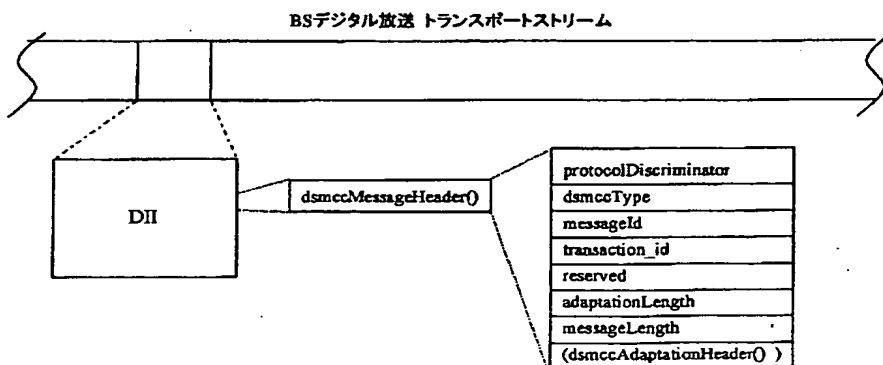 BSデジタル放送 トランスポートストリーム
DII
dsmccMessageHeader()
protocolDiscriminator
dsmccType
messageId
transaction_id
reserved
adaptationLength
messageLength
(dsmccAdaptationHeader() )